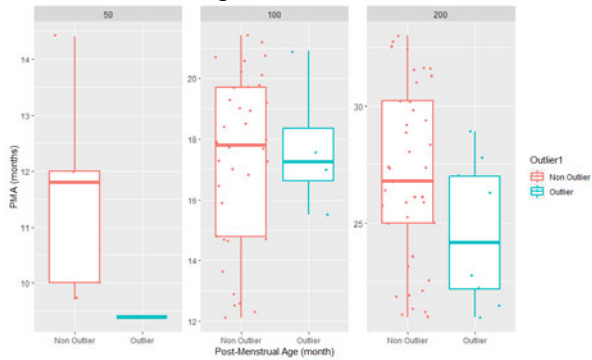 50
100
200
PMA (months)
14
12
11
10
20
18
16
14
12
30
25
Non Outlier
Outlier
Non Outlier
Outlier
Non Outlier
Outlier
Post-Menstrual Age (month)
Outlier1
Non Outlier
Outlier